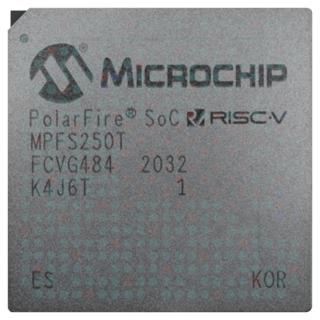 MICROCHIP
PolarFire® SoC RISC-V
MPFS250T
FCVG484 2032
K4J6T 1
ES KOR